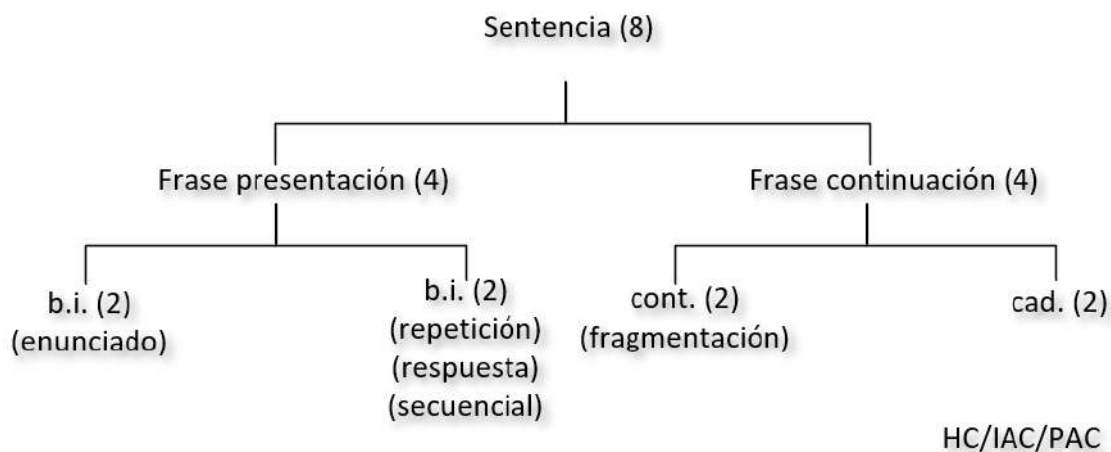 Sentencia (8)
Frase presentación (4)
Frase continuación (4)
b.i. (2)
(enunciado)
b.i. (2)
(repetición)
(respuesta)
(secuencial)
cont. (2)
(fragmentación)
cad. (2)
HC/IAC/PAC